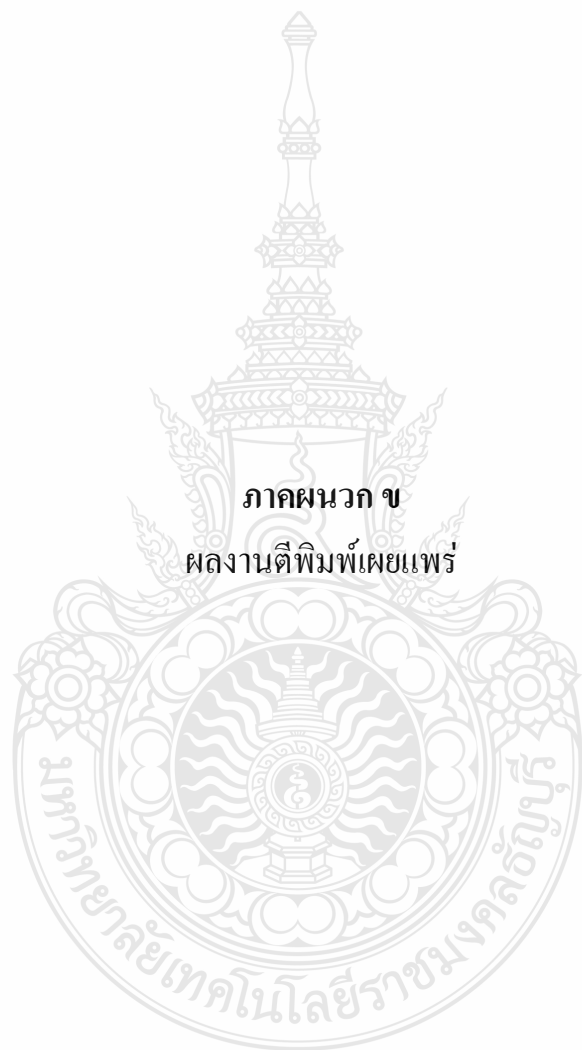 ภาคผนวก ข
ผลงานตีพิมพ์เผยแพร่
มหาวิทยาลัยเทคโนโลยีราชมงคลธัญบุรี